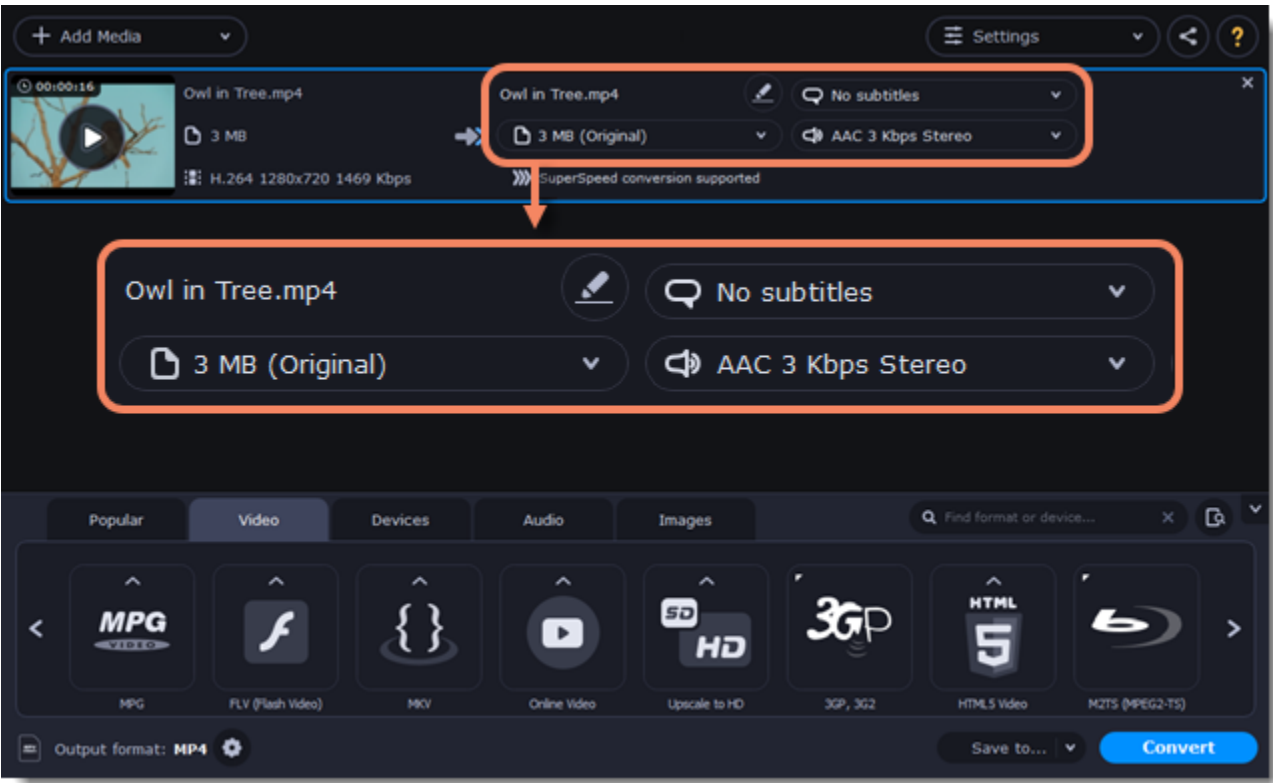 + Add Media
Settings
?
00:00:16
Owl in Tree.mp4
3 MB
H.264 1280x720 1469 Kbps
Owl in Tree.mp4
No subtitles
3 MB (Original)
AAC 3 Kbps Stereo
SuperSpeed conversion supported
Owl in Tree.mp4
No subtitles
3 MB (Original)
AAC 3 Kbps Stereo
Popular
Video
Devices
Audio
Images
Find format or device...
MPG
VIDEO
MPG
FLV (Flash Video)
MKV
Online Video
SD
HD
Upscale to HD
3GP
3GP, 3G2
HTML
5
HTML5 Video
M2TS (MPEG2-TS)
Output format: MP4
Save to...
Convert